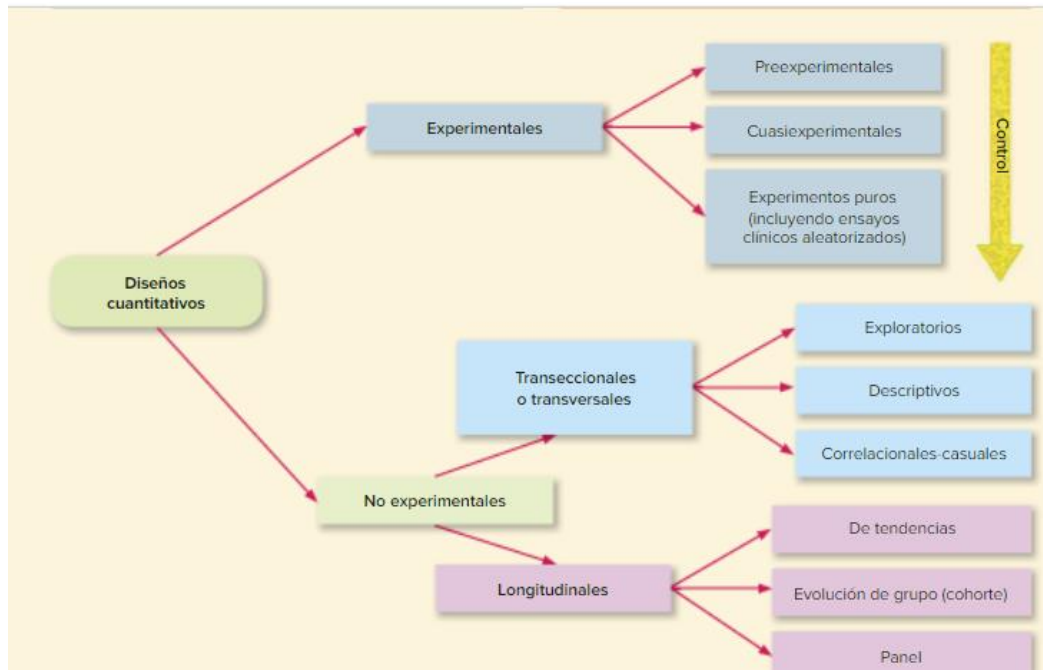 Preexperimentales
Experimentales
Cuasiexperimentales
Control
Experimentos puros
(incluyendo ensayos
clínicos aleatorizados)
Diseños
cuantitativos
Exploratorios
Transeccionales
o transversales
Descriptivos
Correlacionales-casuales
No experimentales
De tendencias
Longitudinales
Evolución de grupo (cohorte)
Panel